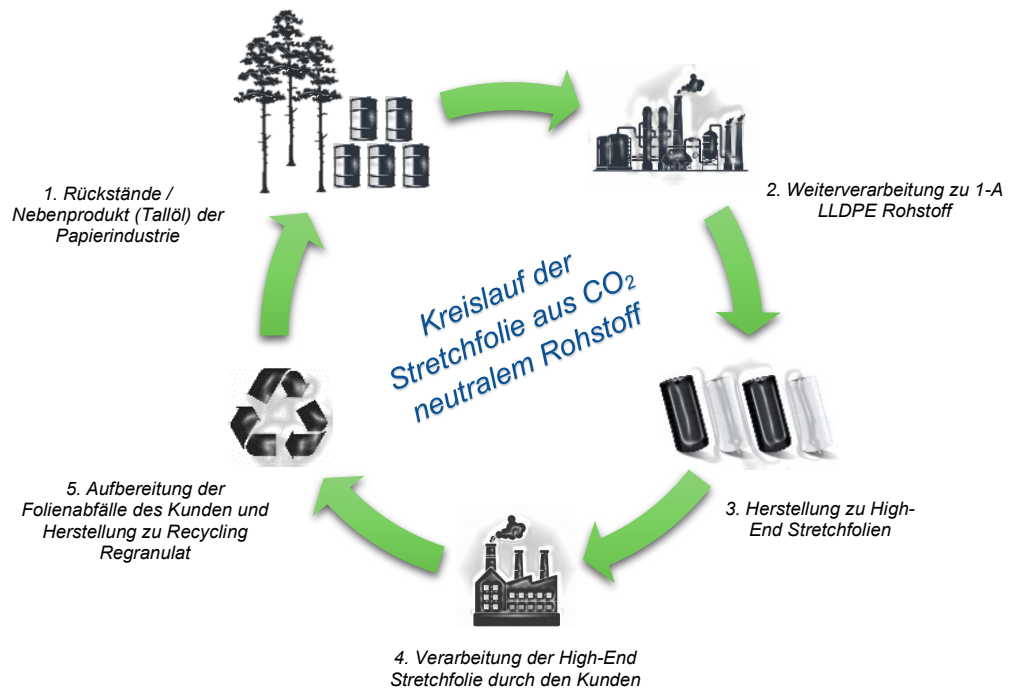 1. Rückstände /
Nebenprodukt (Tallöl) der
Papierindustrie
2. Weiterverarbeitung zu 1-A
LLDPE Rohstoff
Kreislauf der
Stretchfolie aus CO₂
neutralem Rohstoff
3. Herstellung zu High-
End Stretchfolien
4. Verarbeitung der High-End
Stretchfolie durch den Kunden
5. Aufbereitung der
Folienabfälle des Kunden und
Herstellung zu Recycling
Regranulat